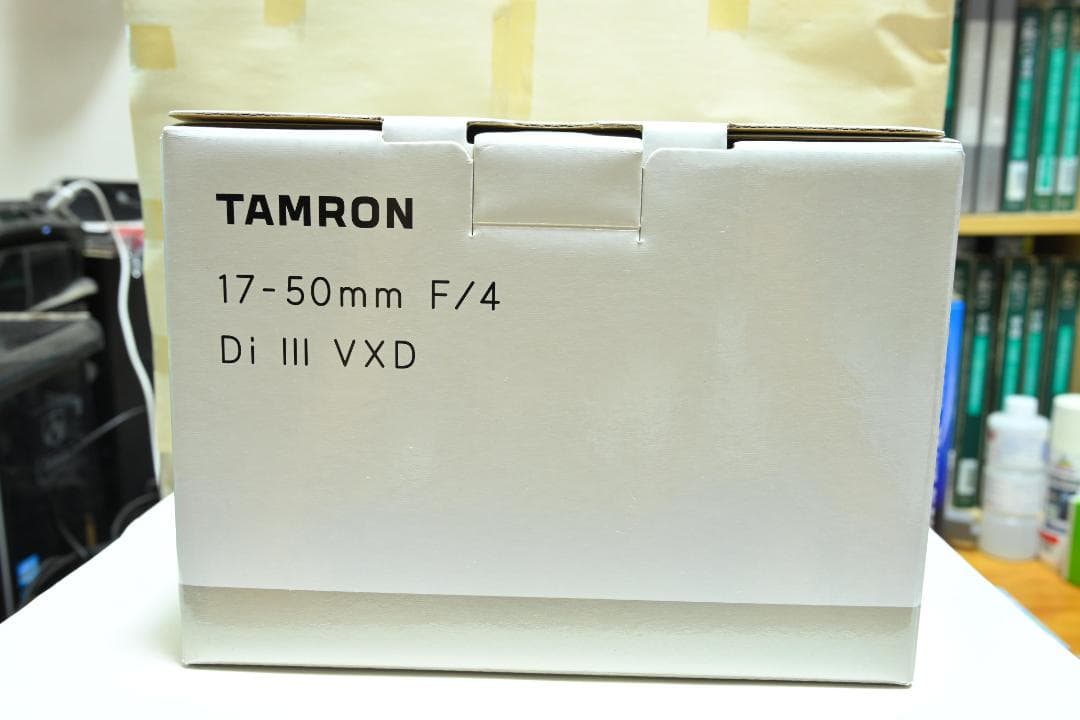 TAMRON
17-50mm F/4
Di III VXD